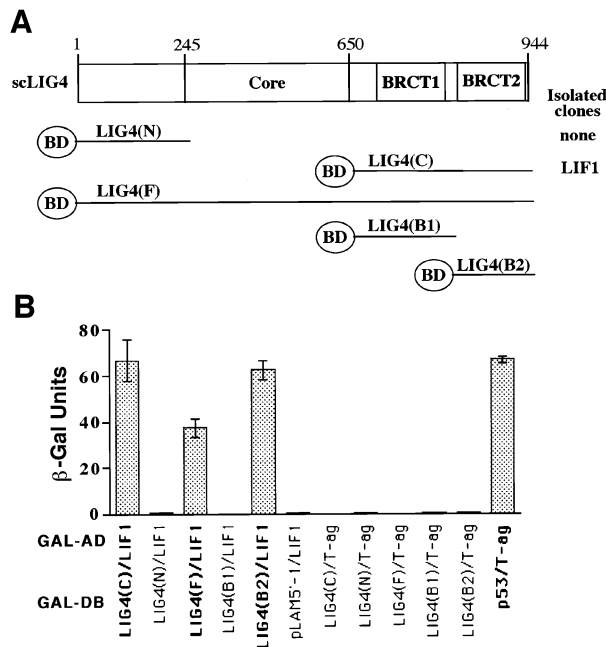 A
1 245 650 944
scLIG4 Core BRCT1 BRCT2
Isolated
clones
BD LIG4(N) none
BD LIG4(C) LIF1
BD LIG4(F)
BD LIG4(B1)
BD LIG4(B2)
B
β-Gal Units
80
60
40
20
0
GAL-AD
GAL-DB
LIG4(C)/LIF1
LIG4(N)/LIF1
LIG4(F)/LIF1
LIG4(B1)/LIF1
LIG4(B2)/LIF1
pLAM5'-1/LIF1
LIG4(C)/T-ag
LIG4(N)/T-ag
LIG4(F)/T-ag
LIG4(B1)/T-ag
LIG4(B2)/T-ag
p53/T-ag